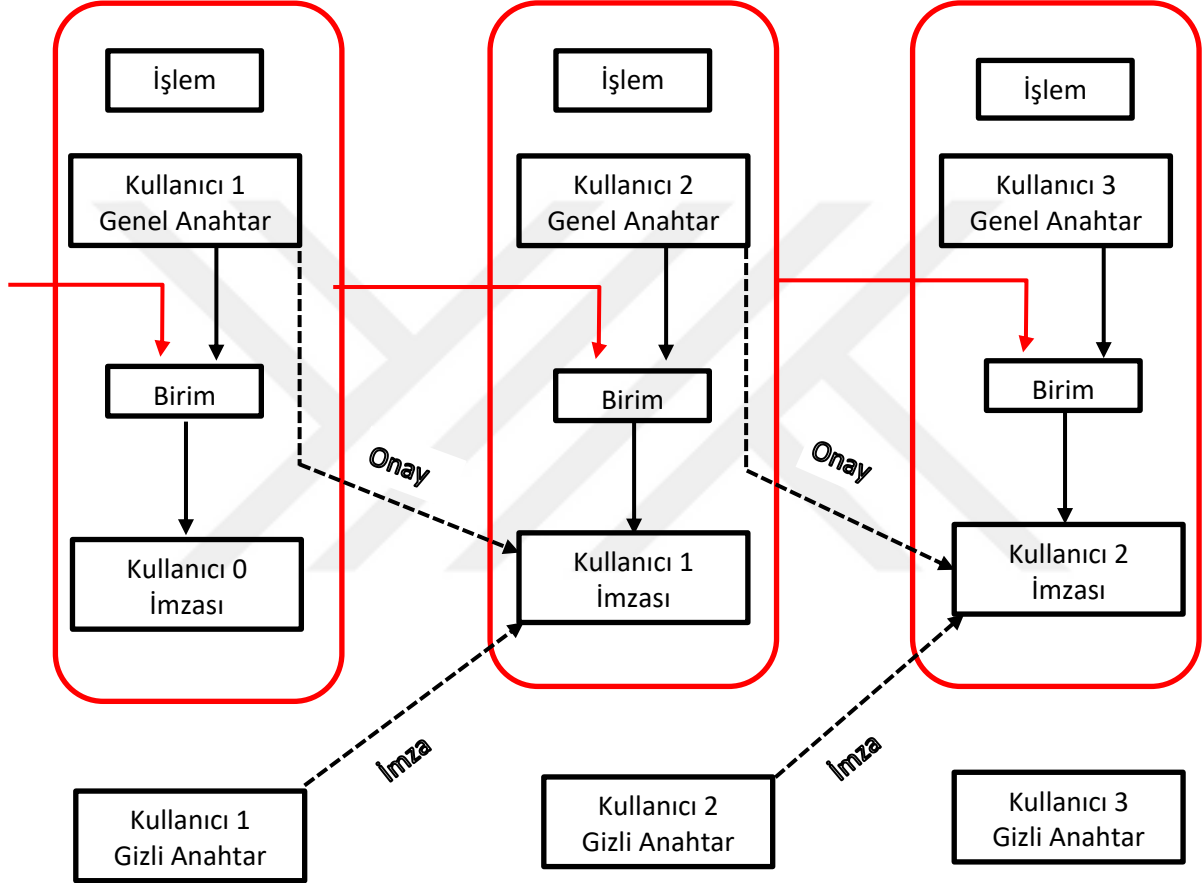 İşlem
İşlem
İşlem
Kullanıcı 1
Genel Anahtar
Kullanıcı 2
Genel Anahtar
Kullanıcı 3
Genel Anahtar
Birim
Birim
Birim
Onay
Onay
Kullanıcı 0
İmzası
Kullanıcı 1
İmzası
Kullanıcı 2
İmzası
İmza
İmza
Kullanıcı 1
Gizli Anahtar
Kullanıcı 2
Gizli Anahtar
Kullanıcı 3
Gizli Anahtar